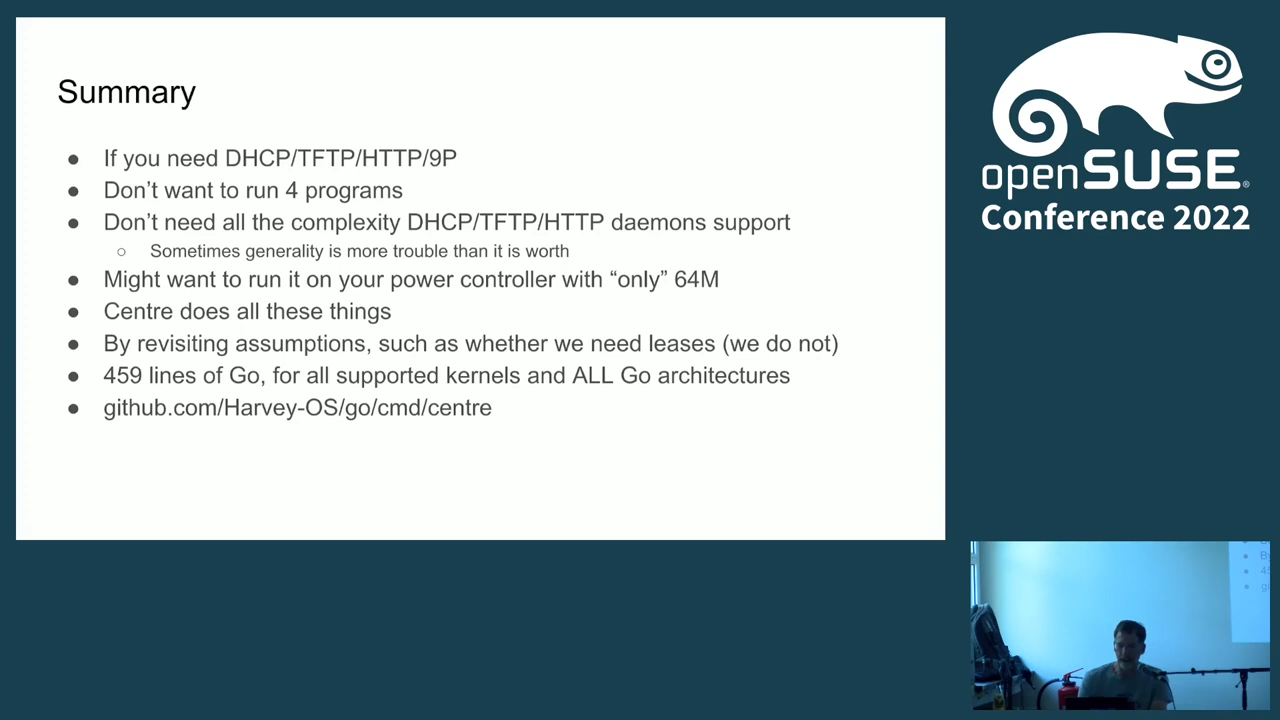 Summary
● If you need DHCP/TFTP/HTTP/9P
● Don’t want to run 4 programs
● Don’t need all the complexity DHCP/TFTP/HTTP daemons support
○ Sometimes generality is more trouble than it is worth
● Might want to run it on your power controller with “only” 64M
● Centre does all these things
● By revisiting assumptions, such as whether we need leases (we do not)
● 459 lines of Go, for all supported kernels and ALL Go architectures
● github.com/Harvey-OS/go/cmd/centre
openSUSE®
Conference 2022